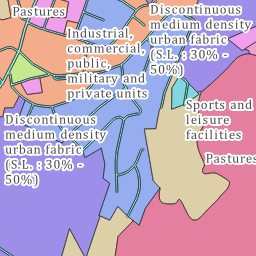 Pastures
Industrial,
commercial,
public,
military and
private units
Discontinuous
medium density
urban fabric
(S.L. : 30% -
50%)
Sports and
leisure
facilities
Pastures
Discontinuous
medium density
urban fabric
(S.L. : 30% -
50%)